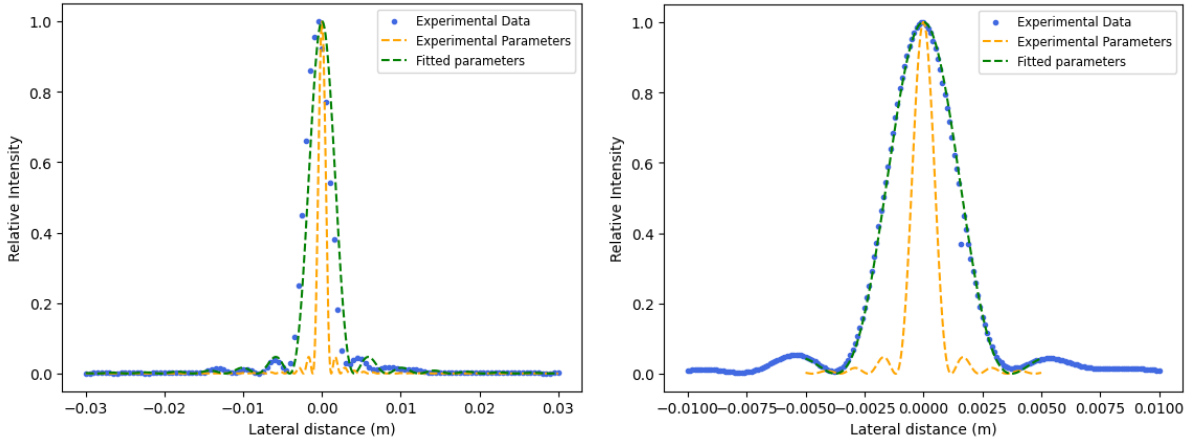 1.0
0.8
0.6
0.4
0.2
0.0
Relative Intensity
−0.03
−0.02
−0.01
0.00
0.01
0.02
0.03
Lateral distance (m)
Experimental Data
Experimental Parameters
Fitted parameters
1.0
0.8
0.6
0.4
0.2
0.0
Relative Intensity
−0.0100
−0.0075
−0.0050
−0.0025
0.0000
0.0025
0.0050
0.0075
0.0100
Lateral distance (m)
Experimental Data
Experimental Parameters
Fitted parameters